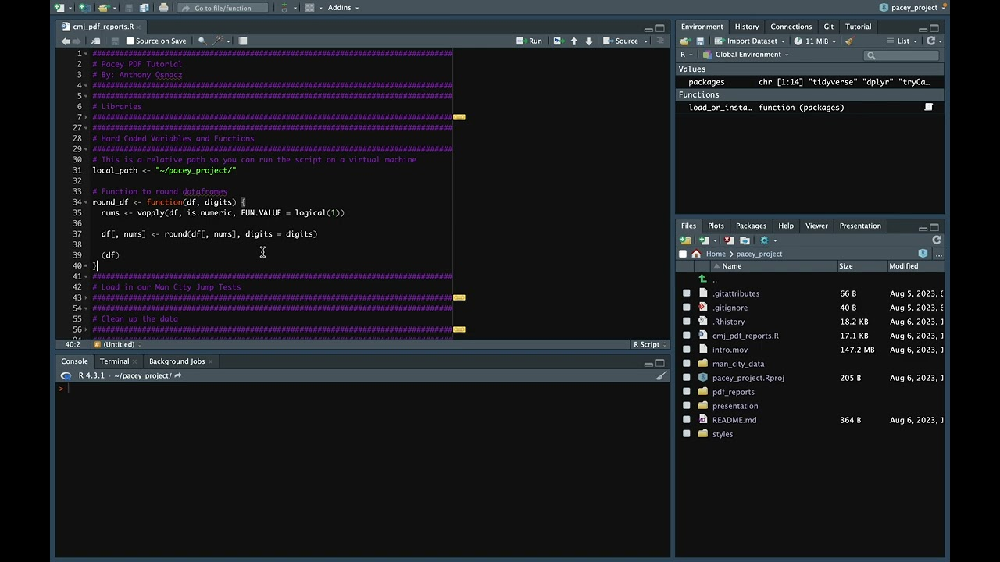 Go to file/function
Addins
pacey_project
cmj_pdf_reports.R
Source on Save
Run
Source
1 ################################################################################
2 # Pacey PDF Tutorial
3 # By: Anthony Osnacz
4 ################################################################################
5 ################################################################################
6 # Libraries
7 ################################################################################
27 ################################################################################
28 # Hard Coded Variables and Functions
29 ################################################################################
30 # This is a relative path so you can run the script on a virtual machine
31 local_path <- "~/pacey_project/"
32
33 # Function to round dataframes
34 round_df <- function(df, digits) {
35 nums <- vapply(df, is.numeric, FUN.VALUE = logical(1))
36
37 df[, nums] <- round(df[, nums], digits = digits)
38
39 (df)
40 }
41 ################################################################################
42 # Load in our Man City Jump Tests
43 ################################################################################
54 ################################################################################
55 # Clean up the data
56 ################################################################################
40:2 # (Untitled) R Script
Console Terminal Background Jobs
R 4.3.1 · ~/pacey_project/
>
Environment History Connections Git Tutorial
Import Dataset 11 MiB List
R Global Environment
Values
packages chr [1:14] "tidyverse" "dplyr" "tryCa…
Functions
load_or_insta… function (packages)
Files Plots Packages Help Viewer Presentation
Home > pacey_project R ...
Name Size Modified
..
.gitattributes 66 B Aug 5, 2023, 6
.gitignore 40 B Aug 5, 2023, 6
.Rhistory 18.2 KB Aug 6, 2023, 1
cmj_pdf_reports.R 17.1 KB Aug 6, 2023, 1
intro.mov 147.2 MB Aug 6, 2023, 1
man_city_data
pacey_project.Rproj 205 B Aug 6, 2023, 1
pdf_reports
presentation
README.md 364 B Aug 6, 2023, 1
styles